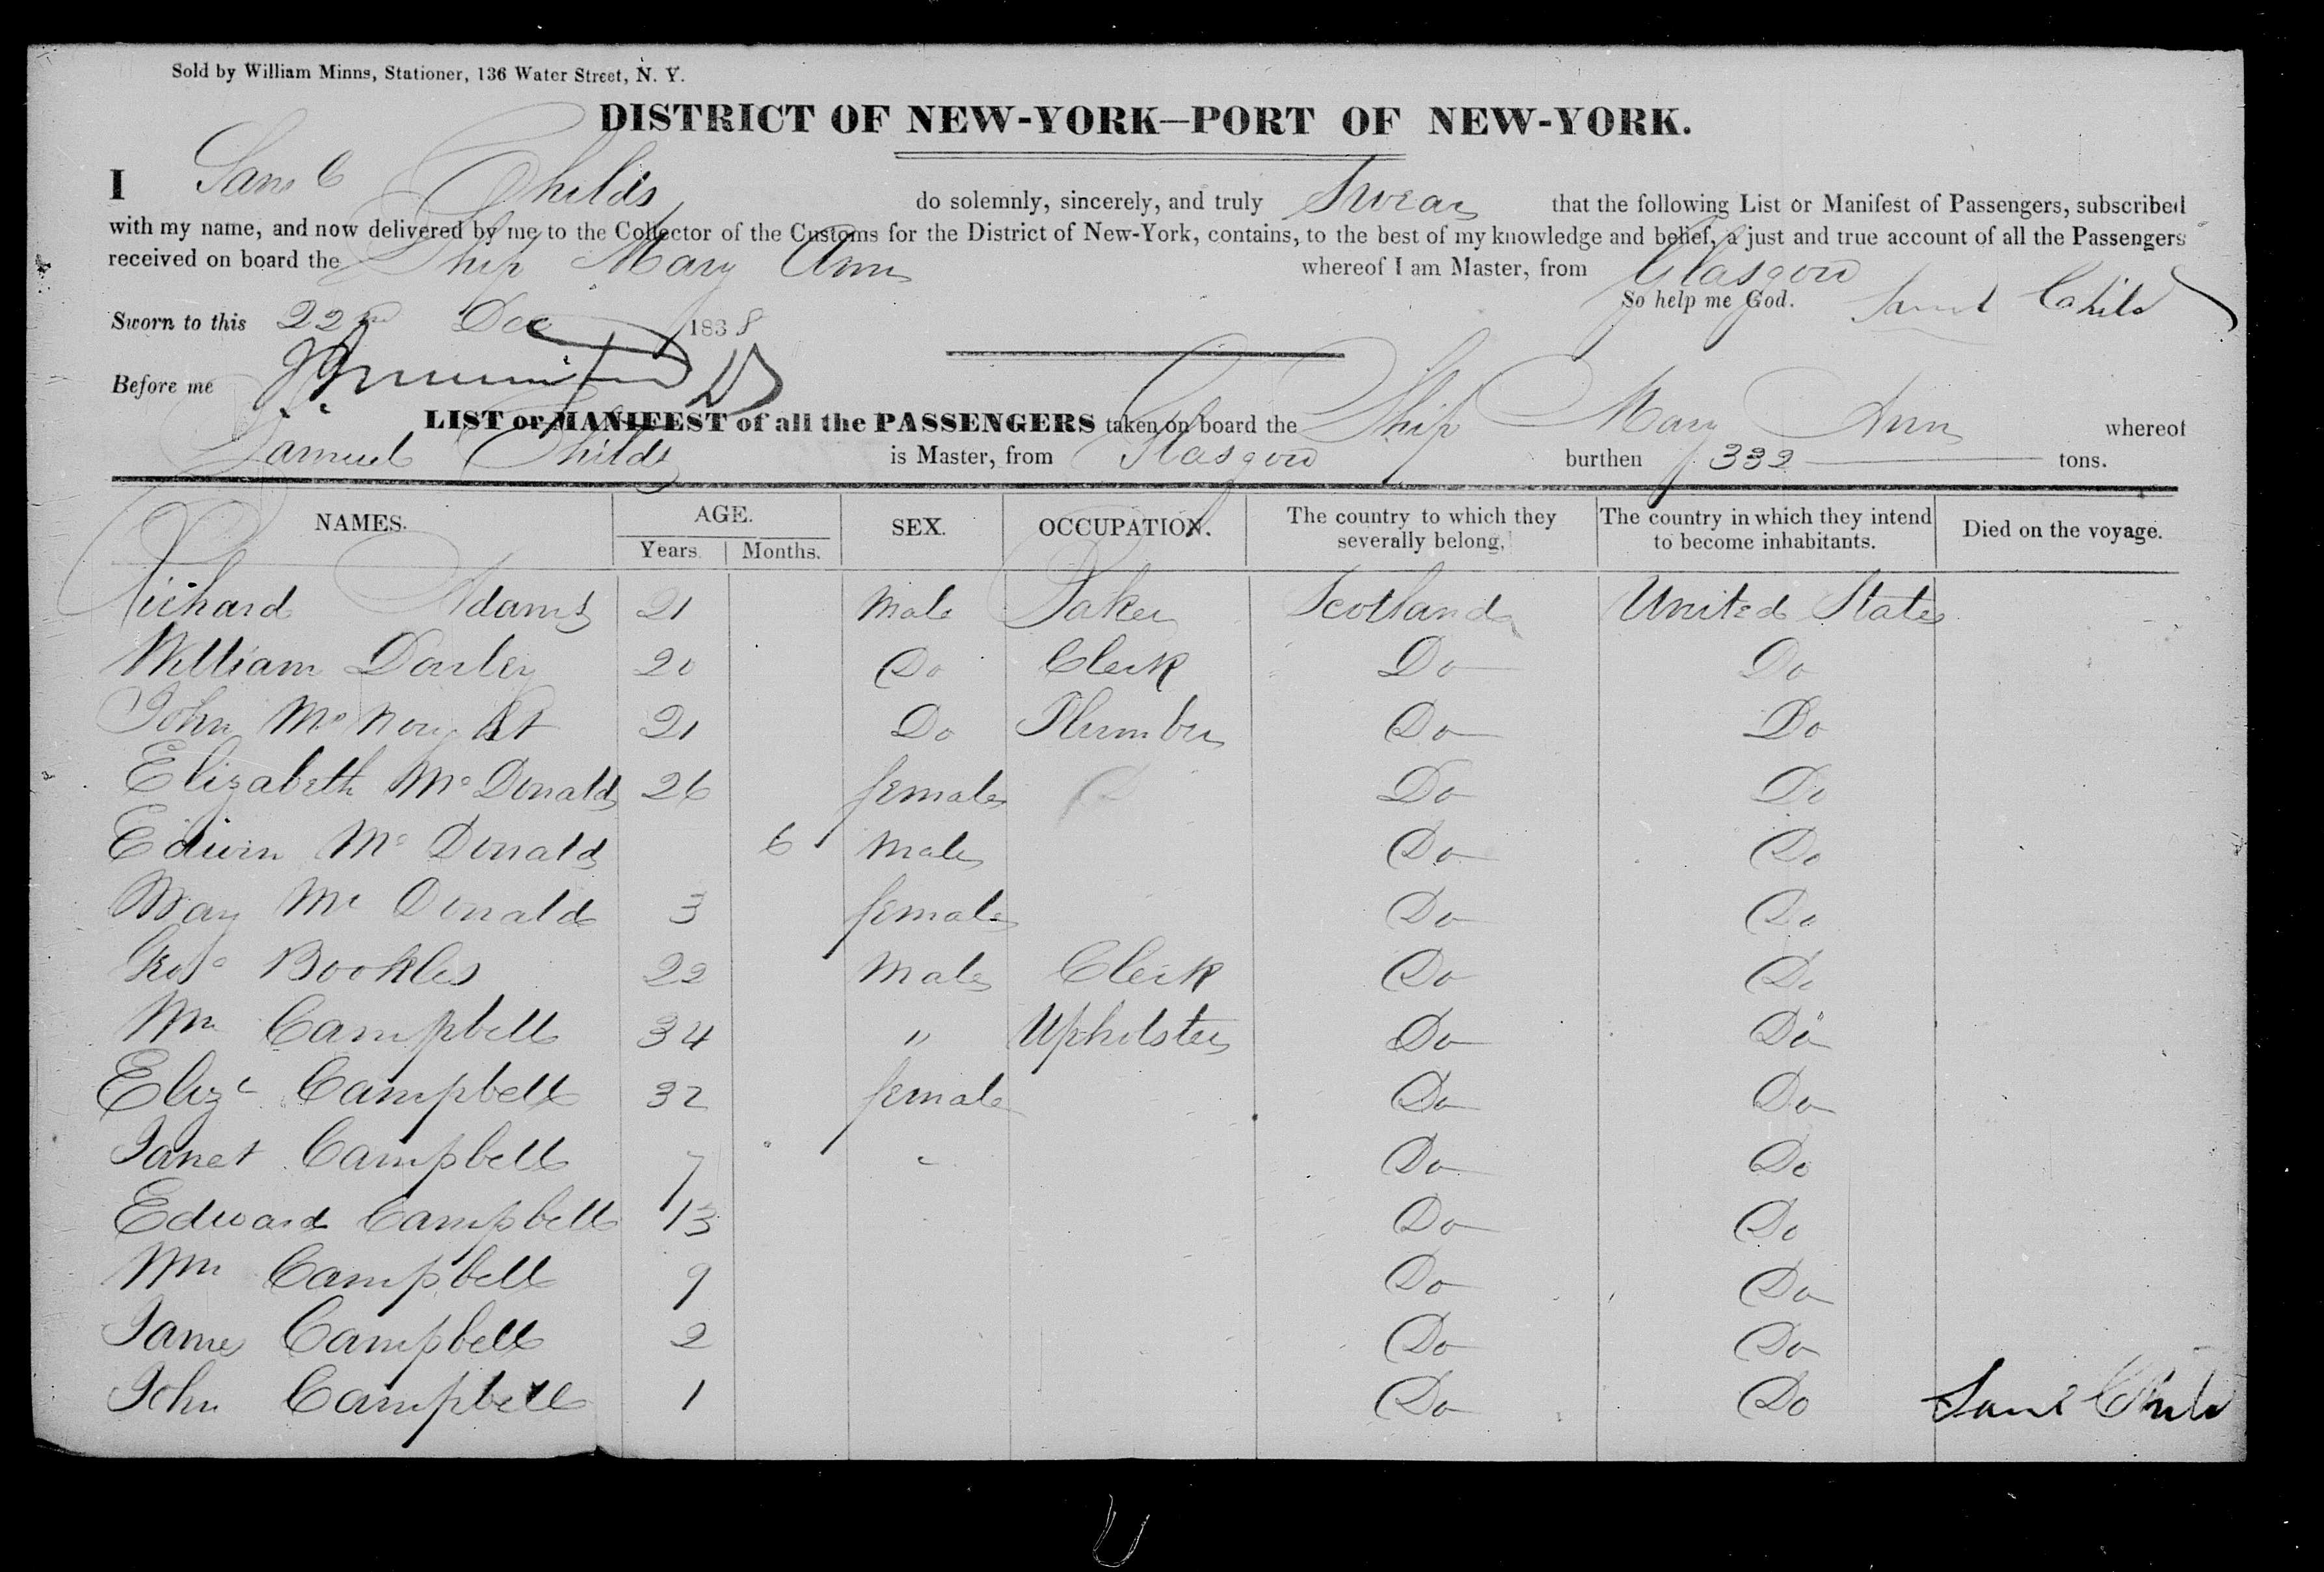 Sold by William Minns, Stationer, 136 Water Street, N. Y.
DISTRICT OF NEW-YORK—PORT OF NEW-YORK.
I Saml Childs do solemnly, sincerely, and truly Swear that the following List or Manifest of Passengers, subscribed
with my name, and now delivered by me to the Collector of the Customs for the District of New-York, contains, to the best of my knowledge and belief, a just and true account of all the Passengers
received on board the Ship Mary Ann whereof I am Master, from Glasgow
So help me God. Saml Child
Sworn to this 22nd Dec 1838
Before me
LIST or MANIFEST of all the PASSENGERS taken on board the Ship Mary Ann whereof
Samuel Childs is Master, from Glasgow burthen 332 tons.
NAMES. AGE. Years. Months. SEX. OCCUPATION. The country to which they severally belong. The country in which they intend to become inhabitants. Died on the voyage.
Richard Adams 21 Male Baker Scotland United States
William 20 Do Clerk Do Do
John 21 Do Plumber Do Do
Elizabeth Mc Donald 26 female Do Do
Edwin Mc Donald 6 Male Do Do
Mary Mc Donald 3 female Do Do
Bookles 22 Male Clerk Do Do
Wm Campbell 34 " Upholster Do Do
Eliz Campbell 32 female Do Do
Janet Campbell 7 " Do Do
Edward Campbell 13 Do Do
Wm Campbell 9 Do Do
James Campbell 2 Do Do
John Campbell 1 Do Do Saml Child